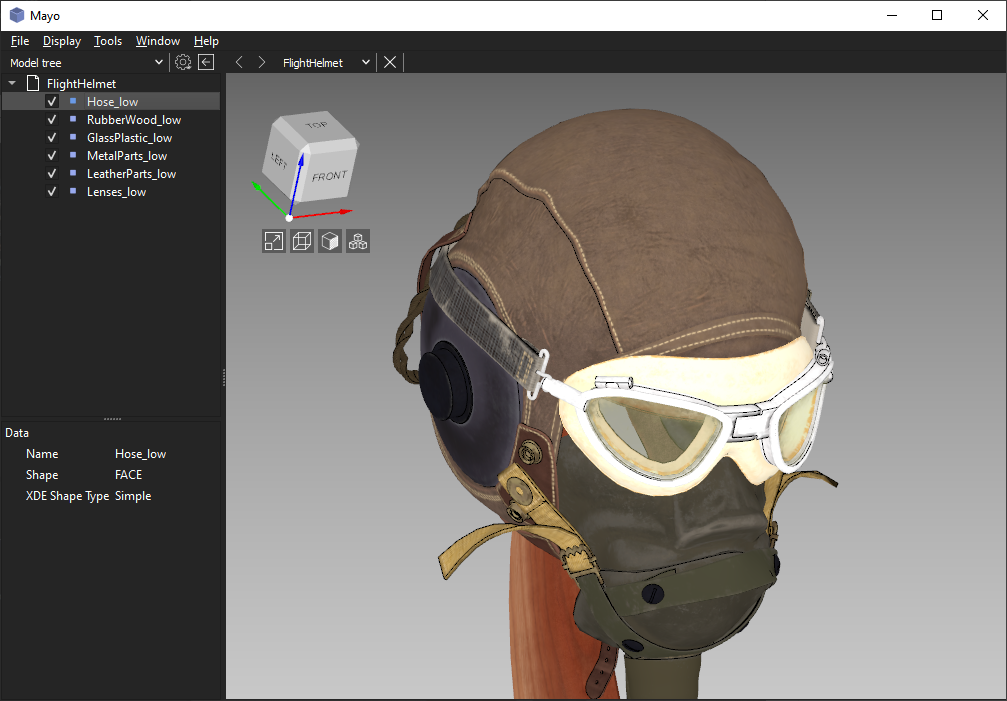 Mayo
File Display Tools Window Help
Model tree
FlightHelmet
FlightHelmet
Hose_low
RubberWood_low
GlassPlastic_low
MetalParts_low
LeatherParts_low
Lenses_low
TOP
LEFT
FRONT
Data
Name Hose_low
Shape FACE
XDE Shape Type Simple